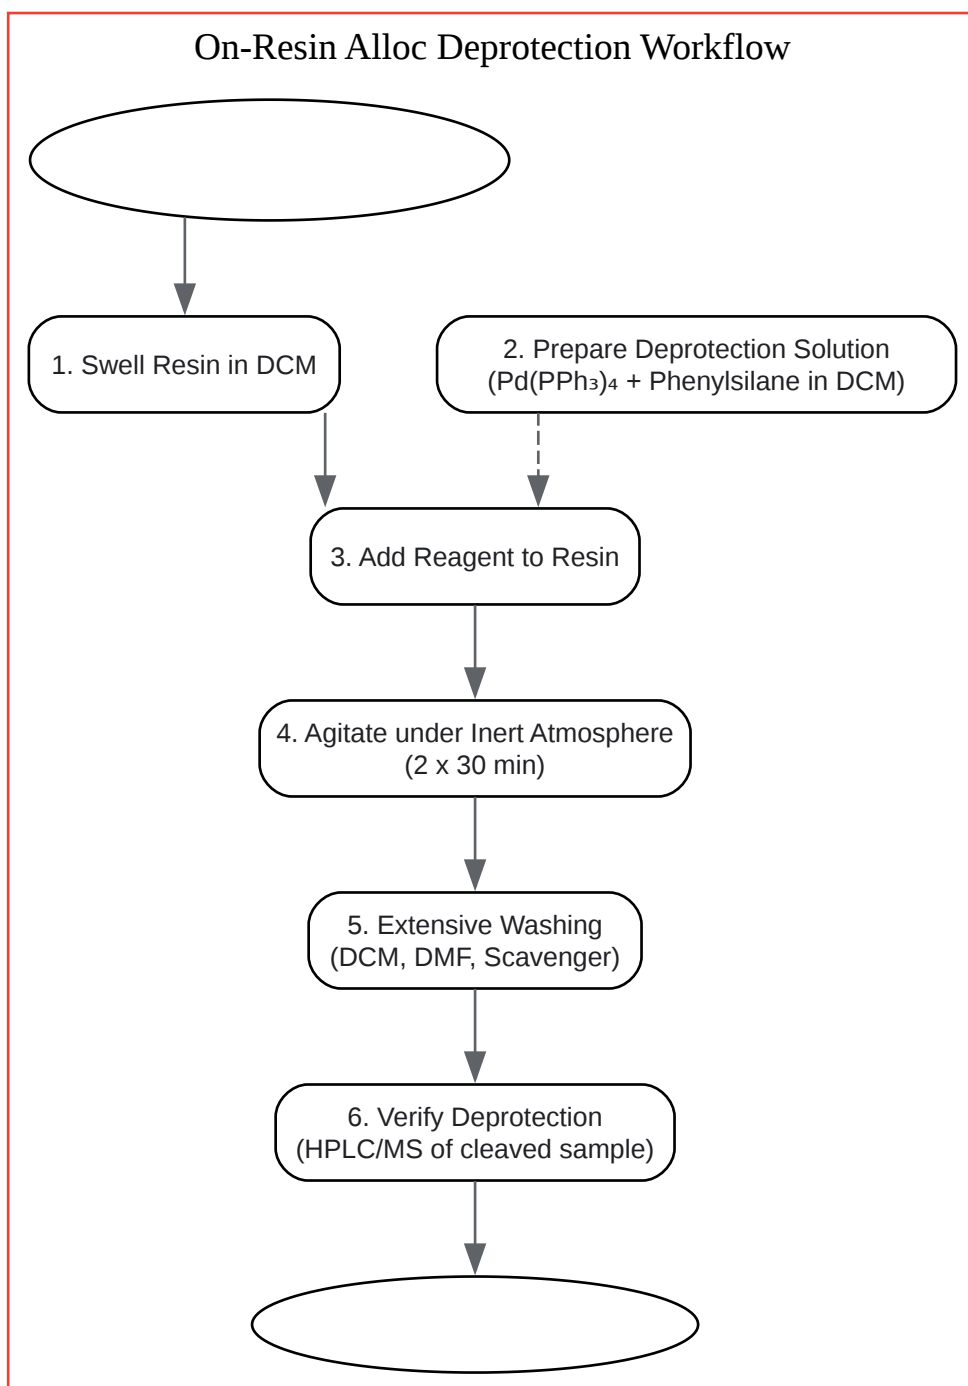 On-Resin Alloc Deprotection Workflow
1. Swell Resin in DCM
2. Prepare Deprotection Solution
(Pd(PPh₃)₄ + Phenylsilane in DCM)
3. Add Reagent to Resin
4. Agitate under Inert Atmosphere
(2 x 30 min)
5. Extensive Washing
(DCM, DMF, Scavenger)
6. Verify Deprotection
(HPLC/MS of cleaved sample)